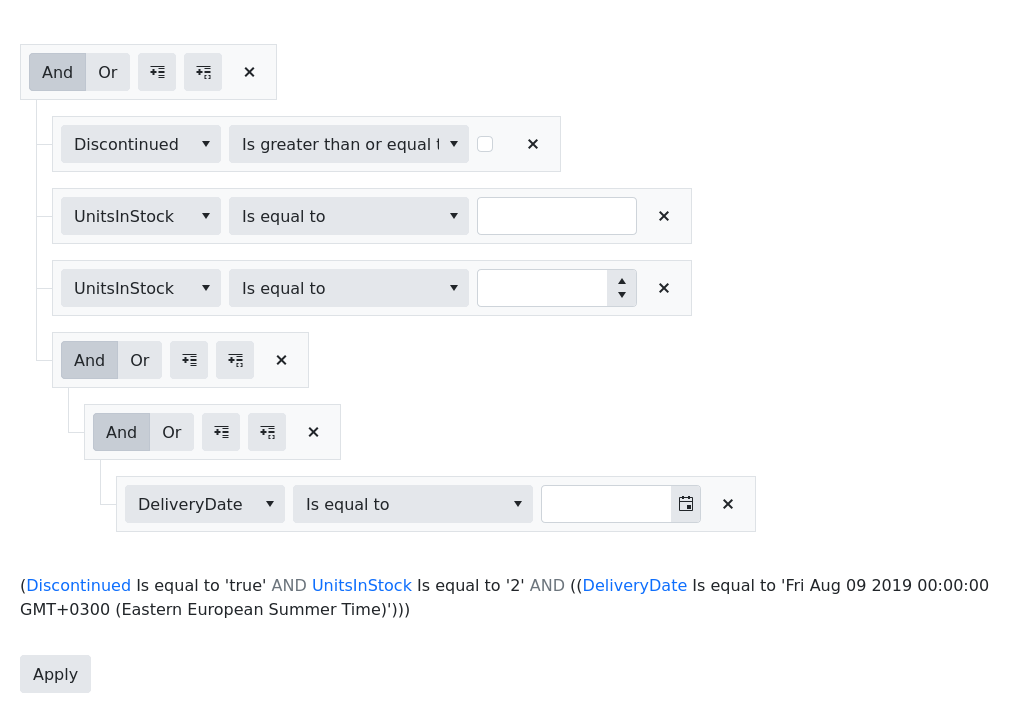 And Or
Discontinued Is greater than or equal t
UnitsInStock Is equal to
UnitsInStock Is equal to
And Or
And Or
DeliveryDate Is equal to
(Discontinued Is equal to 'true' AND UnitsInStock Is equal to '2' AND ((DeliveryDate Is equal to 'Fri Aug 09 2019 00:00:00
GMT+0300 (Eastern European Summer Time)')))
Apply